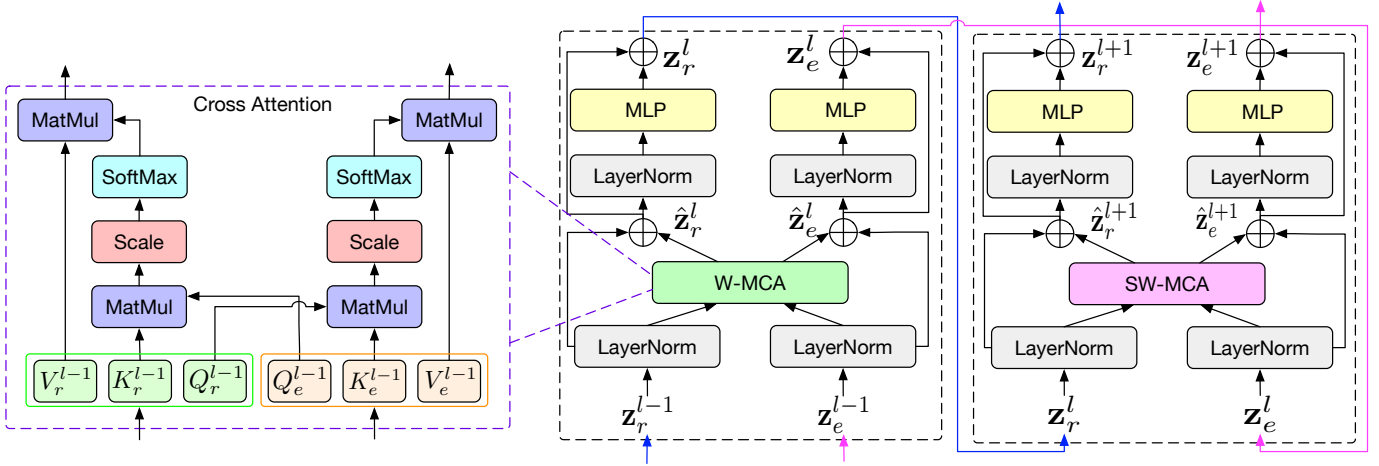 Cross Attention
MatMul
MatMul
SoftMax
SoftMax
Scale
Scale
MatMul
MatMul
V_r^{l-1}
K_r^{l-1}
Q_r^{l-1}
Q_e^{l-1}
K_e^{l-1}
V_e^{l-1}
z_r^l
z_e^l
MLP
MLP
LayerNorm
LayerNorm
ẑ_r^l
ẑ_e^l
W-MCA
LayerNorm
LayerNorm
z_r^{l-1}
z_e^{l-1}
z_r^{l+1}
z_e^{l+1}
MLP
MLP
LayerNorm
LayerNorm
ẑ_r^{l+1}
ẑ_e^{l+1}
SW-MCA
LayerNorm
LayerNorm
z_r^l
z_e^l